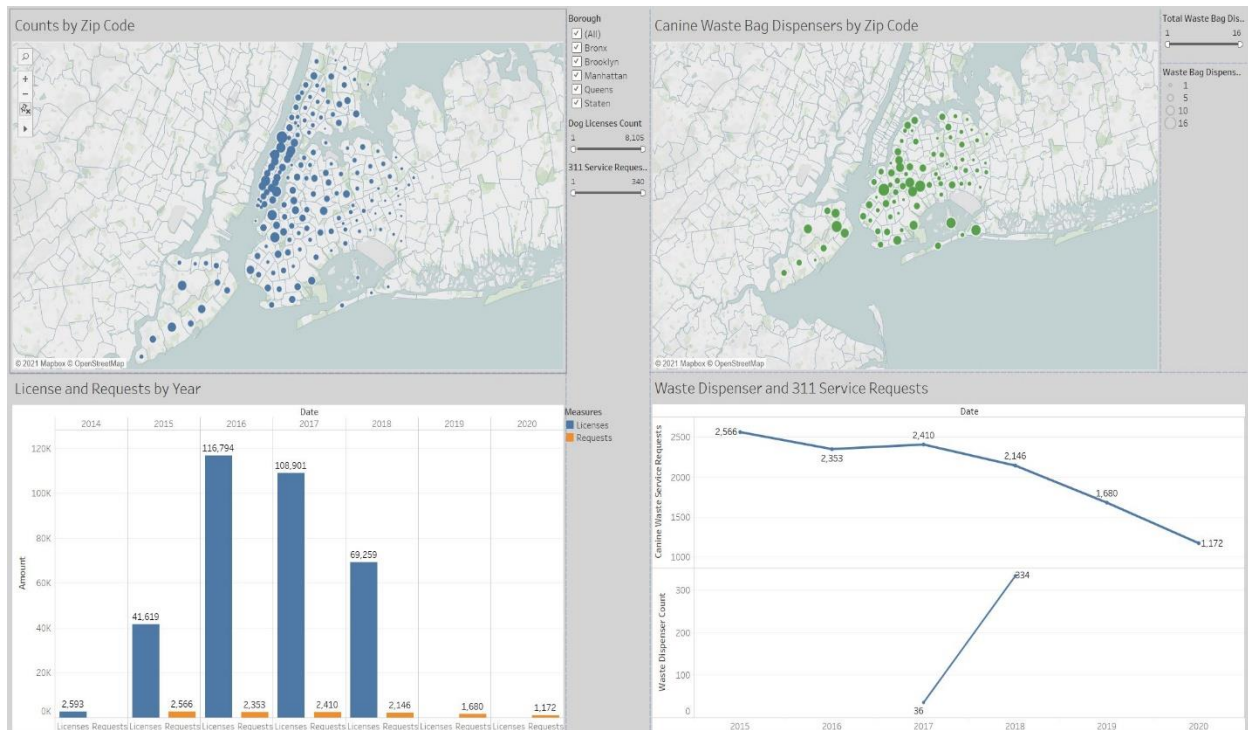 Counts by Zip Code
© 2021 Mapbox © OpenStreetMap
Borough
(All)
Bronx
Brooklyn
Manhattan
Queens
Staten
Dog Licenses Count
1 8,105
311 Service Reques..
1 340
Canine Waste Bag Dispensers by Zip Code
© 2021 Mapbox © OpenStreetMap
Total Waste Bag Dis..
1 16
Waste Bag Dispens..
1
5
10
16
License and Requests by Year
Date
2014 2015 2016 2017 2018 2019 2020
Amount
120K
100K
80K
60K
40K
20K
0K
2,593
41,619
2,566
116,794
2,353
108,901
2,410
69,259
2,146
1,680
1,172
Licenses Requests Licenses Requests Licenses Requests Licenses Requests Licenses Requests Licenses Requests Licenses Requests
Measures
Licenses
Requests
Waste Dispenser and 311 Service Requests
Date
Canine Waste Service Requests
2500
2000
1500
1000
2,566
2,353
2,410
2,146
1,680
1,172
Waste Dispenser Count
300
200
100
0
36
334
2015 2016 2017 2018 2019 2020